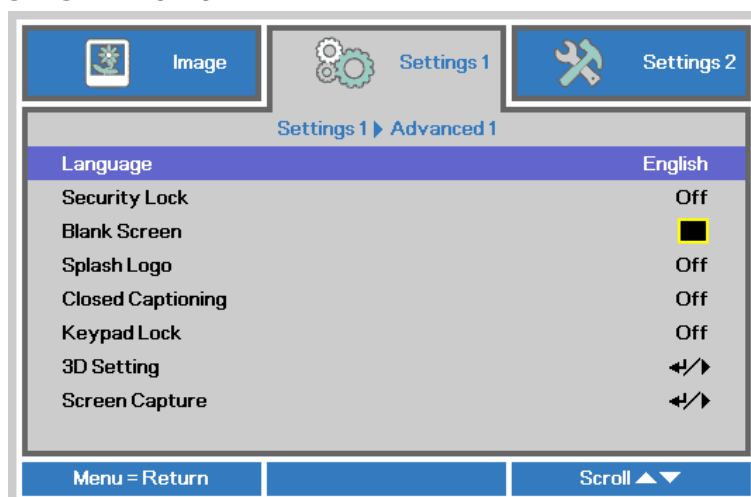 Image Settings 1 Settings 2
Settings 1 Advanced 1
Language English
Security Lock Off
Blank Screen
Splash Logo Off
Closed Captioning Off
Keypad Lock Off
3D Setting ↵/▶
Screen Capture ↵/▶
Menu = Return Scroll ▲▼